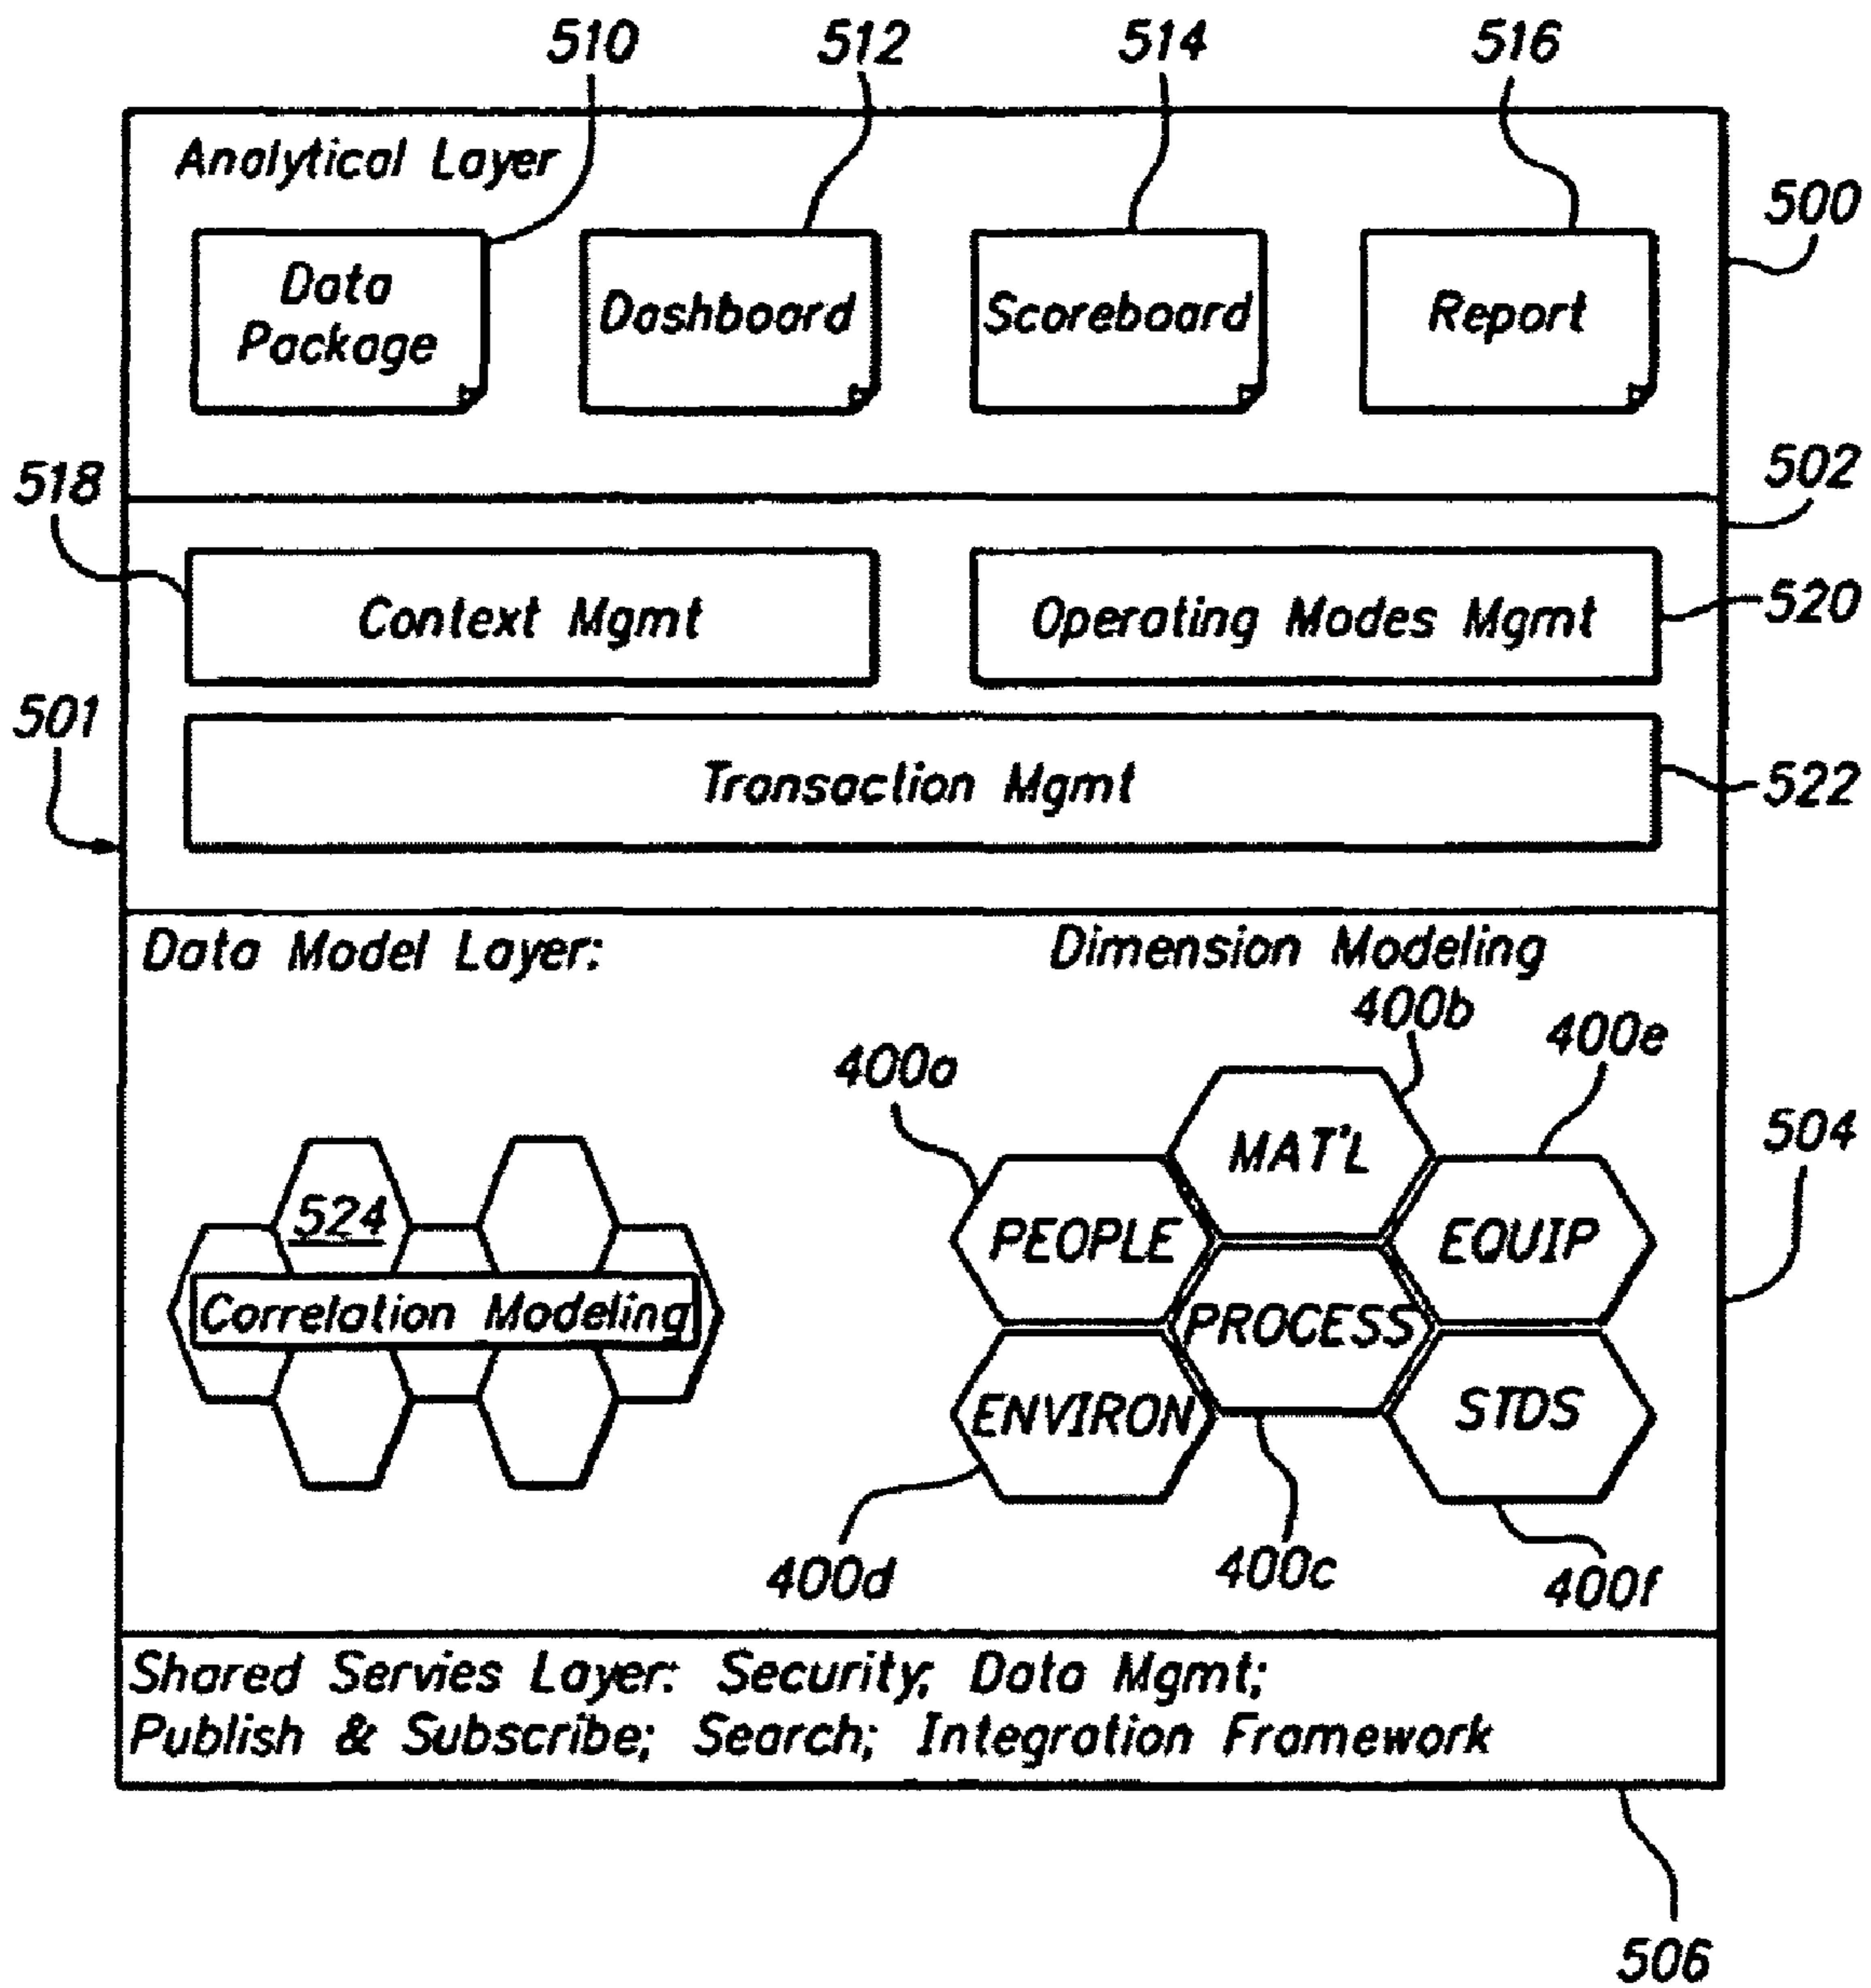 510
512
514
516
Analytical Layer
500
Data
Package
Dashboard
Scoreboard
Report
518
502
Context Mgmt
Operating Modes Mgmt
520
501
Transaction Mgmt
522
Data Model Layer:
Dimension Modeling
400b
400e
400a
504
MAT'L
524
PEOPLE
EQUIP
Correlation Modeling
PROCESS
ENVIRON
STDS
400d
400c
400f
Shared Servies Layer: Security; Data Mgmt;
Publish & Subscribe; Search; Integration Framework
506